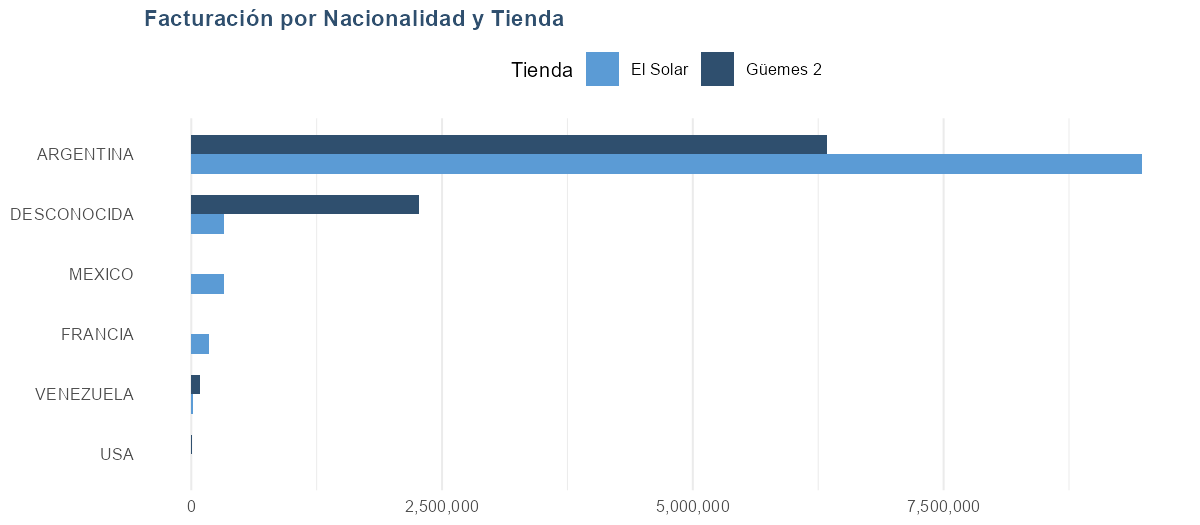 Facturación por Nacionalidad y Tienda
Tienda El Solar Güemes 2
ARGENTINA
DESCONOCIDA
MEXICO
FRANCIA
VENEZUELA
USA
0 2,500,000 5,000,000 7,500,000